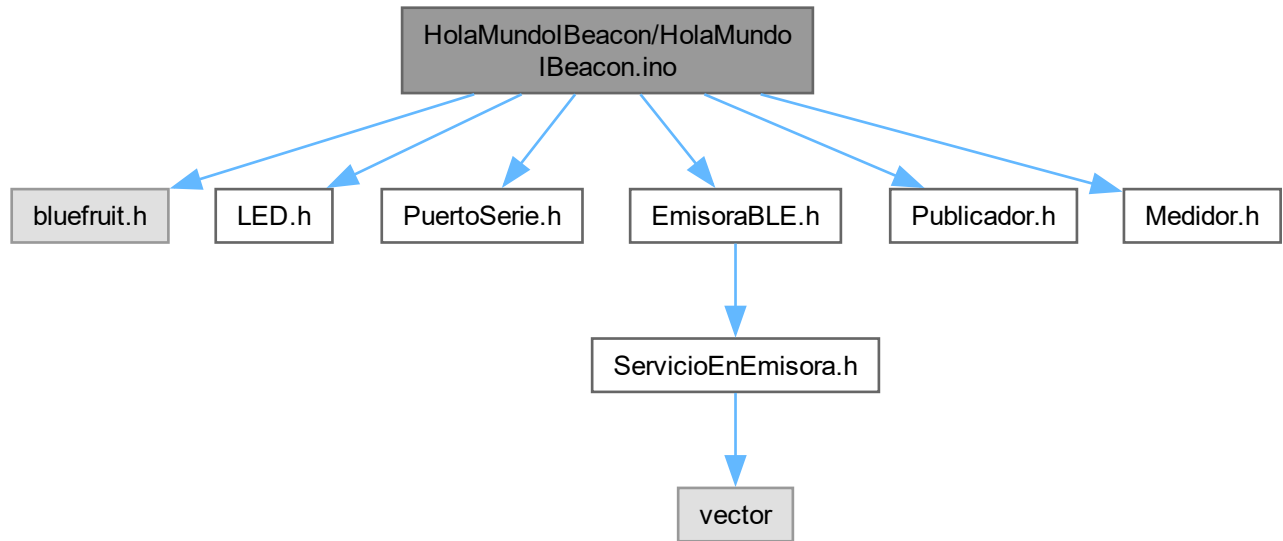 HolaMundoIBeacon/HolaMundo
IBeacon.ino
bluefruit.h
LED.h
PuertoSerie.h
EmisoraBLE.h
Publicador.h
Medidor.h
ServicioEnEmisora.h
vector